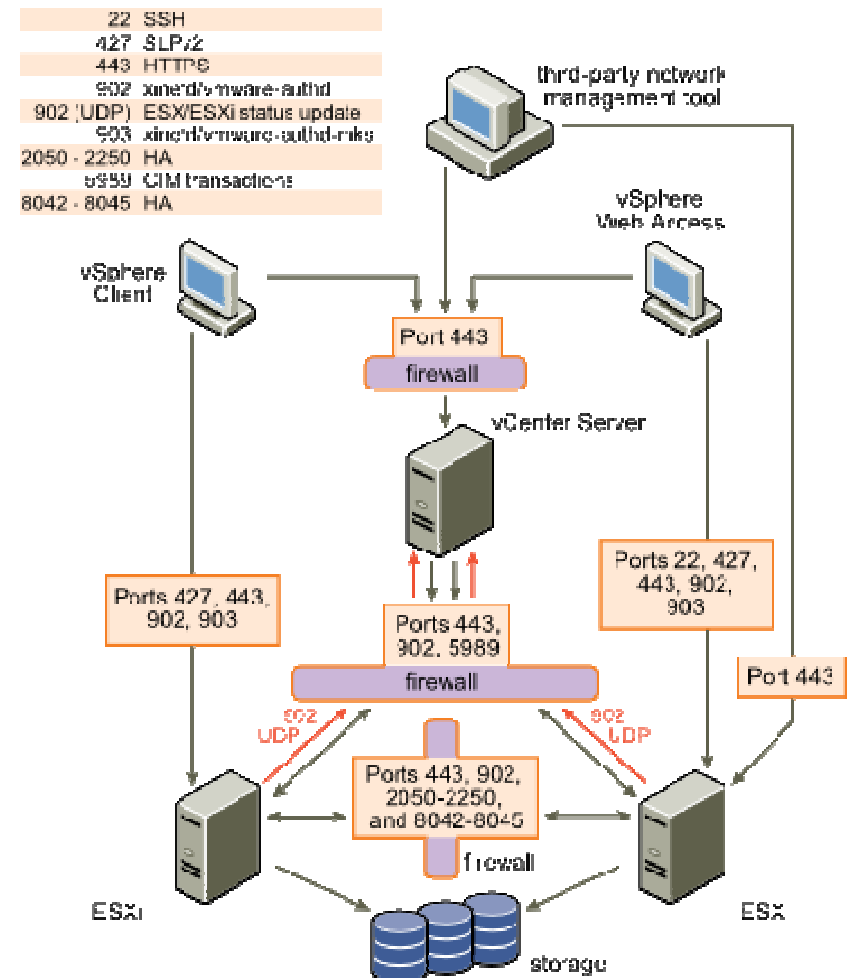 22 SSH
427 SLPv2
443 HTTPS
902 xinetd/vmware-authd
902 (UDP) ESX/ESXi status update
903 xinetd/vmware-authd-mks
2050 - 2250 HA
5989 CIM transactions
8042 - 8045 HA
third-party network
management tool
vSphere
Web Access
vSphere
Client
Port 443
firewall
vCenter Server
Ports 427, 443,
902, 903
Ports 22, 427,
443, 902,
903
Ports 443,
902, 5989
firewall
Port 443
902
UDP
902
UDP
Ports 443, 902,
2050-2250,
and 8042-8045
firewall
ESXi
ESX
storage